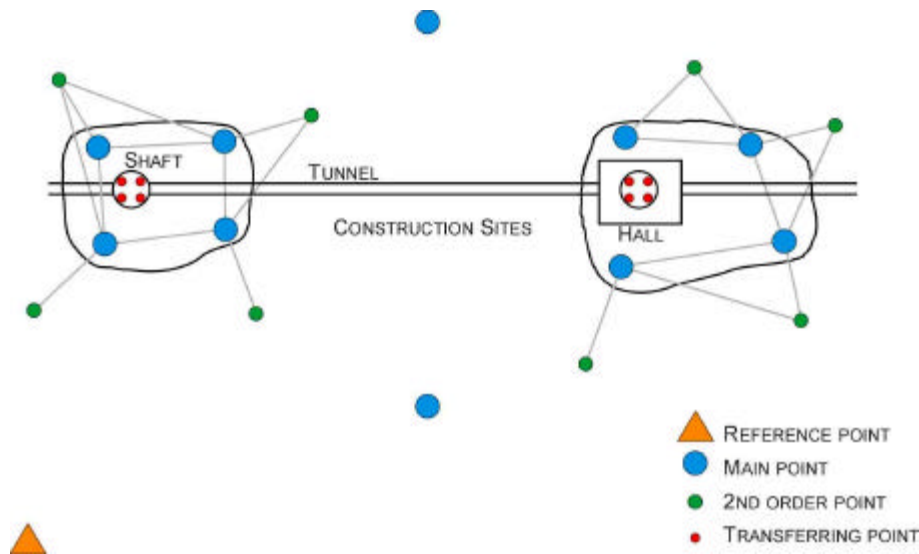 SHAFT
TUNNEL
CONSTRUCTION SITES
HALL
REFERENCE POINT
MAIN POINT
2ND ORDER POINT
TRANSFERRING POINT